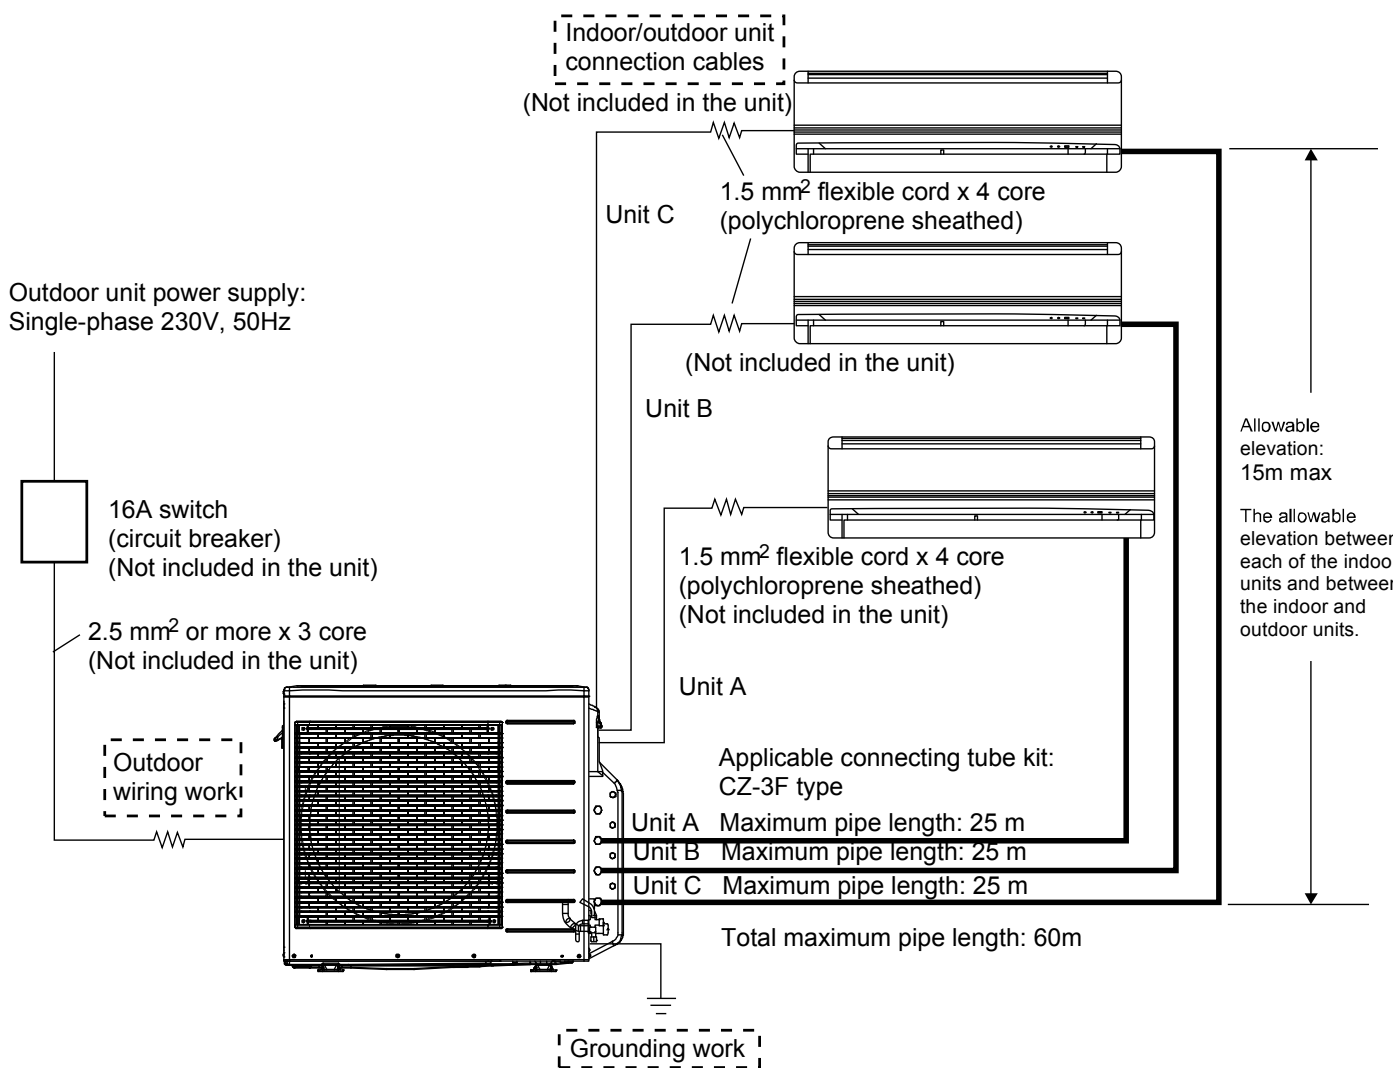 Indoor/outdoor unit
connection cables
(Not included in the unit)
1.5 mm² flexible cord x 4 core
(polychloroprene sheathed)
Unit C
Outdoor unit power supply:
Single-phase 230V, 50Hz
(Not included in the unit)
Unit B
Allowable
elevation:
15m max
The allowable
elevation between
each of the indoo
units and between
the indoor and
outdoor units.
16A switch
(circuit breaker)
(Not included in the unit)
1.5 mm² flexible cord x 4 core
(polychloroprene sheathed)
(Not included in the unit)
2.5 mm² or more x 3 core
(Not included in the unit)
Unit A
Outdoor
wiring work
Applicable connecting tube kit:
CZ-3F type
Unit A Maximum pipe length: 25 m
Unit B Maximum pipe length: 25 m
Unit C Maximum pipe length: 25 m
Total maximum pipe length: 60m
Grounding work